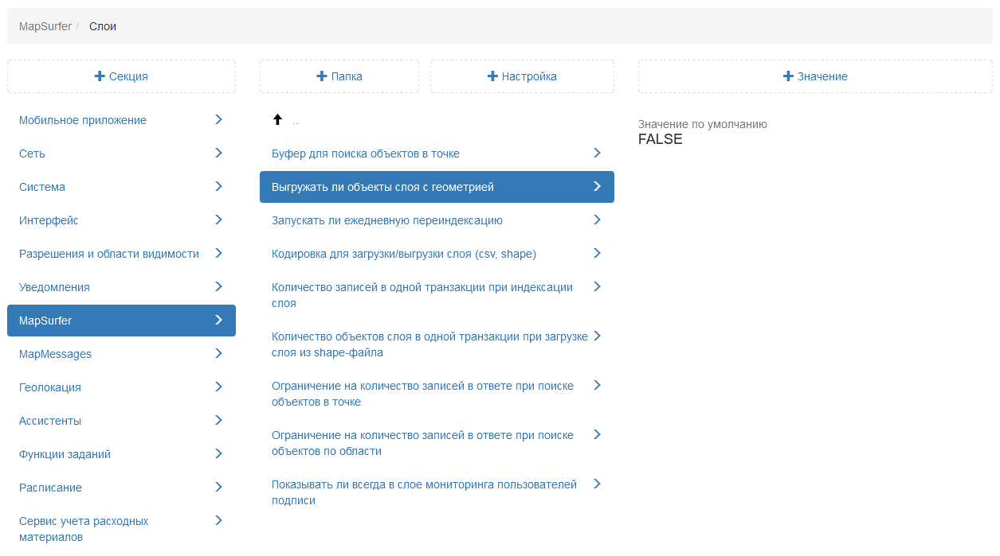 MapSurfer / Слои
Секция
Папка
Настройка
Значение
Мобильное приложение
Сеть
Система
Интерфейс
Разрешения и области видимости
Уведомления
MapSurfer
MapMessages
Геолокация
Ассистенты
Функции заданий
Расписание
Сервис учета расходных
материалов
..
Буфер для поиска объектов в точке
Выгружать ли объекты слоя с геометрией
Запускать ли ежедневную переиндексацию
Кодировка для загрузки/выгрузки слоя (csv, shape)
Количество записей в одной транзакции при индексации
слоя
Количество объектов слоя в одной транзакции при загрузке
слоя из shape-файла
Ограничение на количество записей в ответе при поиске
объектов в точке
Ограничение на количество записей в ответе при поиске
объектов по области
Показывать ли всегда в слое мониторинга пользователей
подписи
Значение по умолчанию
FALSE